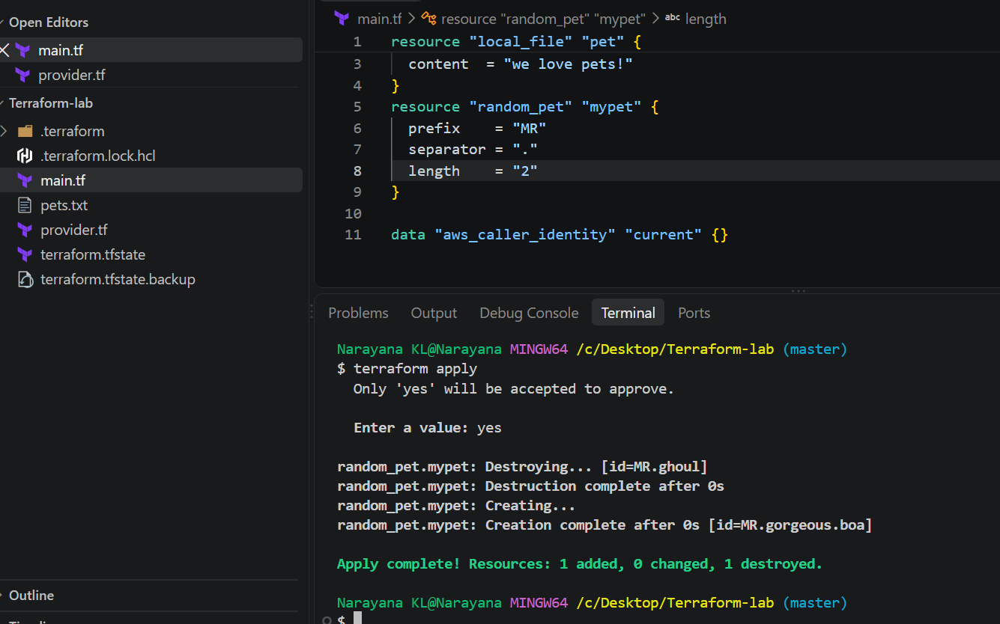 Open Editors
main.tf
provider.tf
Terraform-lab
.terraform
.terraform.lock.hcl
main.tf
pets.txt
provider.tf
terraform.tfstate
terraform.tfstate.backup
Outline
main.tf > resource "random_pet" "mypet" > abc length
1 resource "local_file" "pet" {
3 content = "we love pets!"
4 }
5 resource "random_pet" "mypet" {
6 prefix = "MR"
7 separator = "."
8 length = "2"
9 }
10
11 data "aws_caller_identity" "current" {}
Problems Output Debug Console Terminal Ports
Narayana KL@Narayana MINGW64 /c/Desktop/Terraform-lab (master)
$ terraform apply
Only 'yes' will be accepted to approve.
Enter a value: yes
random_pet.mypet: Destroying... [id=MR.ghoul]
random_pet.mypet: Destruction complete after 0s
random_pet.mypet: Creating...
random_pet.mypet: Creation complete after 0s [id=MR.gorgeous.boa]
Apply complete! Resources: 1 added, 0 changed, 1 destroyed.
Narayana KL@Narayana MINGW64 /c/Desktop/Terraform-lab (master)
$